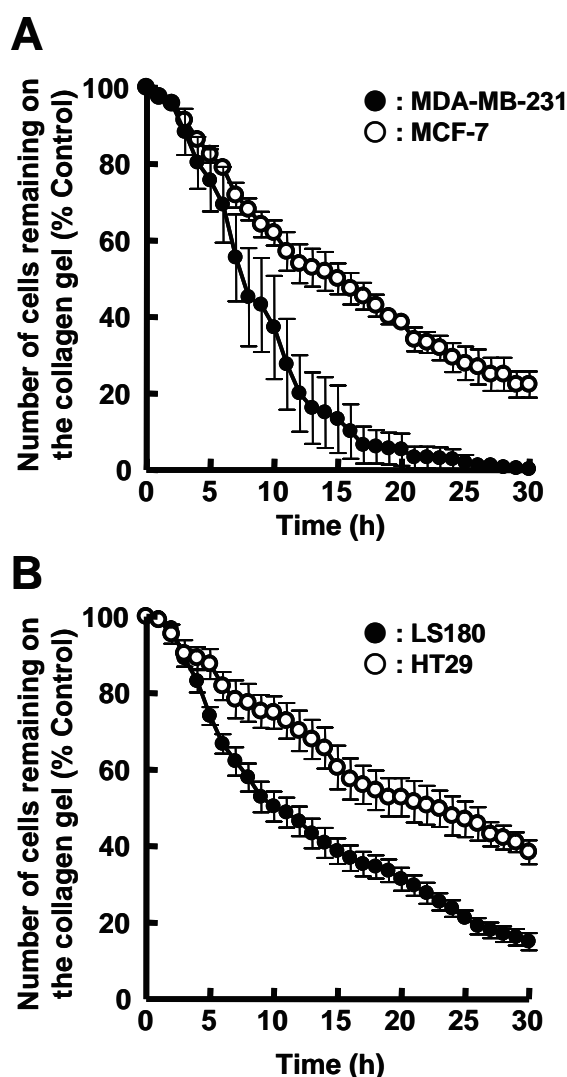 A
Number of cells remaining on
the collagen gel (% Control)
100
80
60
40
20
0
: MDA-MB-231
: MCF-7
0 5 10 15 20 25 30
Time (h)
B
Number of cells remaining on
the collagen gel (% Control)
100
80
60
40
20
0
: LS180
: HT29
0 5 10 15 20 25 30
Time (h)